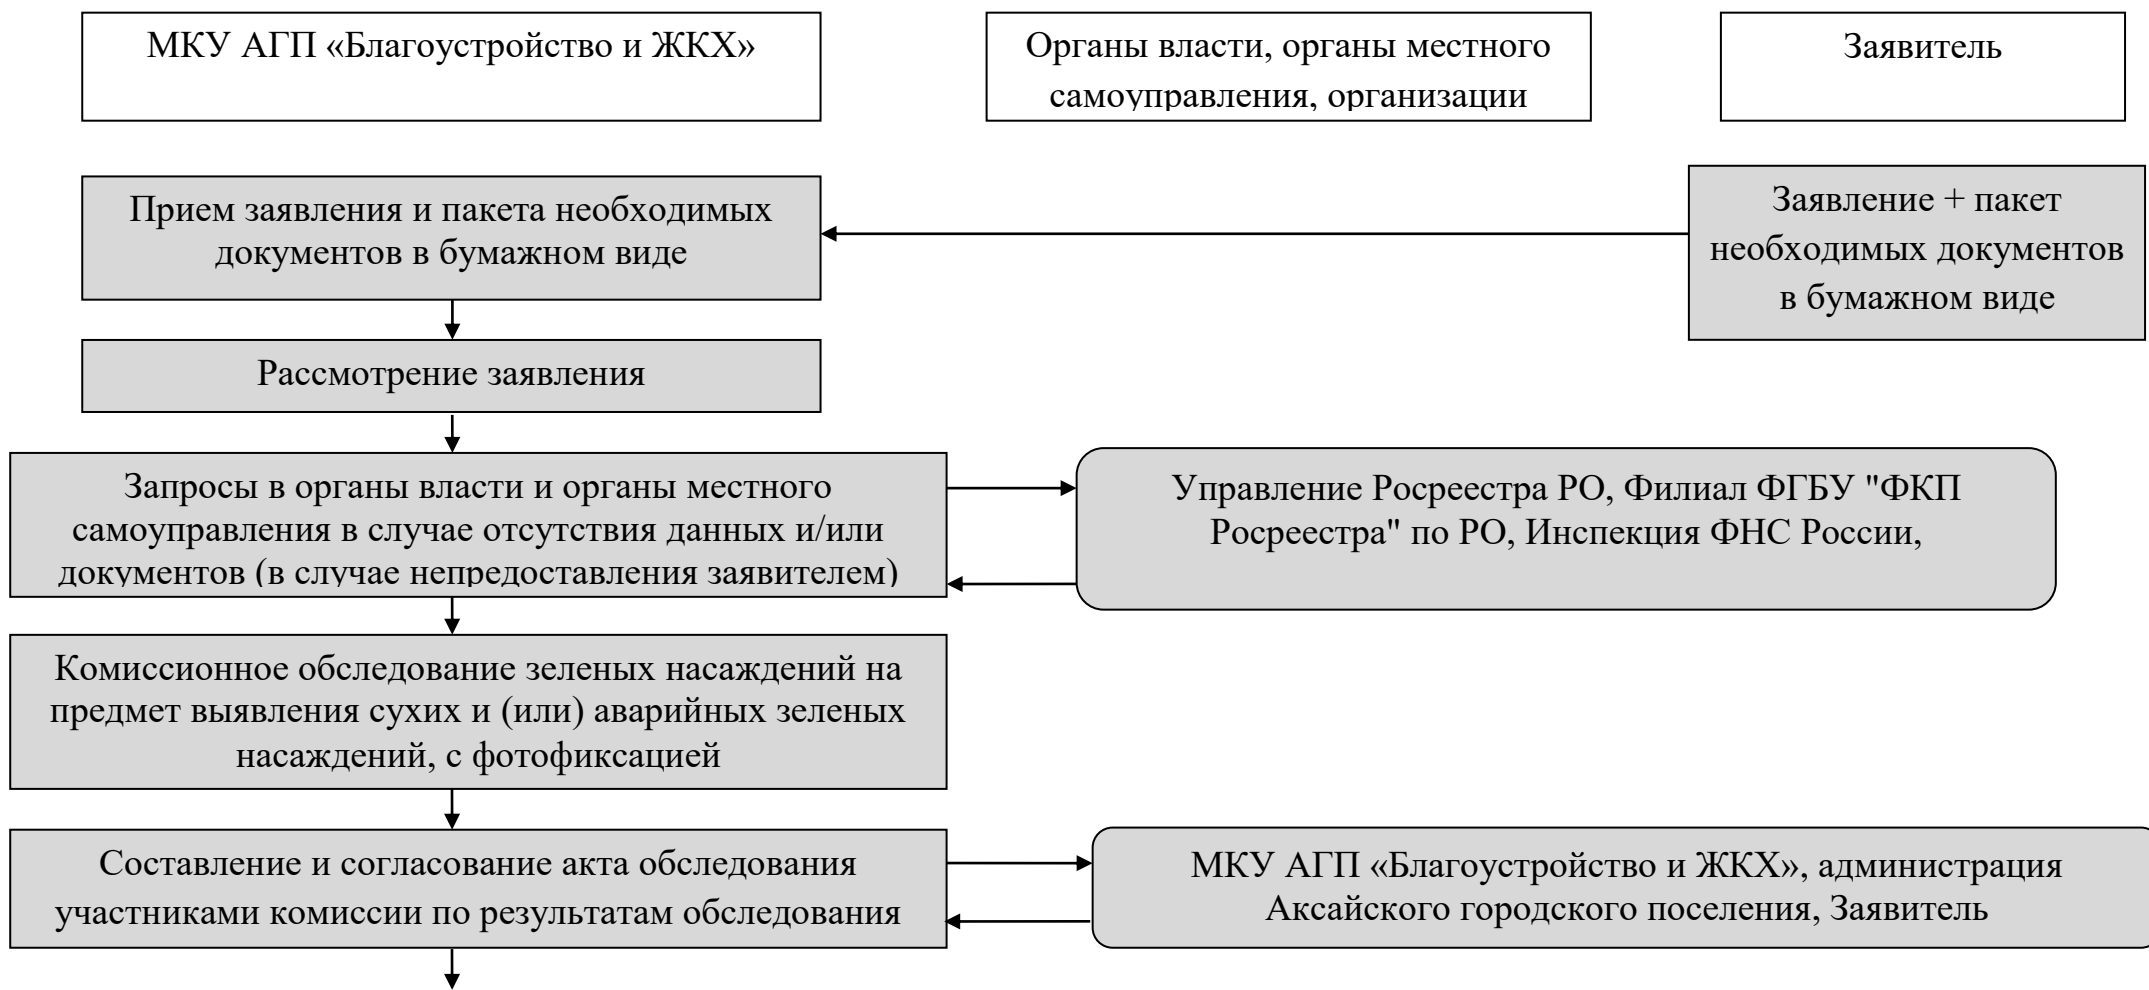 МКУ АГП «Благоустройство и ЖКХ»
Органы власти, органы местного
самоуправления, организации
Заявитель
Прием заявления и пакета необходимых
документов в бумажном виде
Заявление + пакет
необходимых документов
в бумажном виде
Рассмотрение заявления
Запросы в органы власти и органы местного
самоуправления в случае отсутствия данных и/или
документов (в случае непредоставления заявителем)
Управление Росреестра РО, Филиал ФГБУ "ФКП
Росреестра" по РО, Инспекция ФНС России,
Комиссионное обследование зеленых насаждений на
предмет выявления сухих и (или) аварийных зеленых
насаждений, с фотофиксацией
Составление и согласование акта обследования
участниками комиссии по результатам обследования
МКУ АГП «Благоустройство и ЖКХ», администрация
Аксайского городского поселения, Заявитель